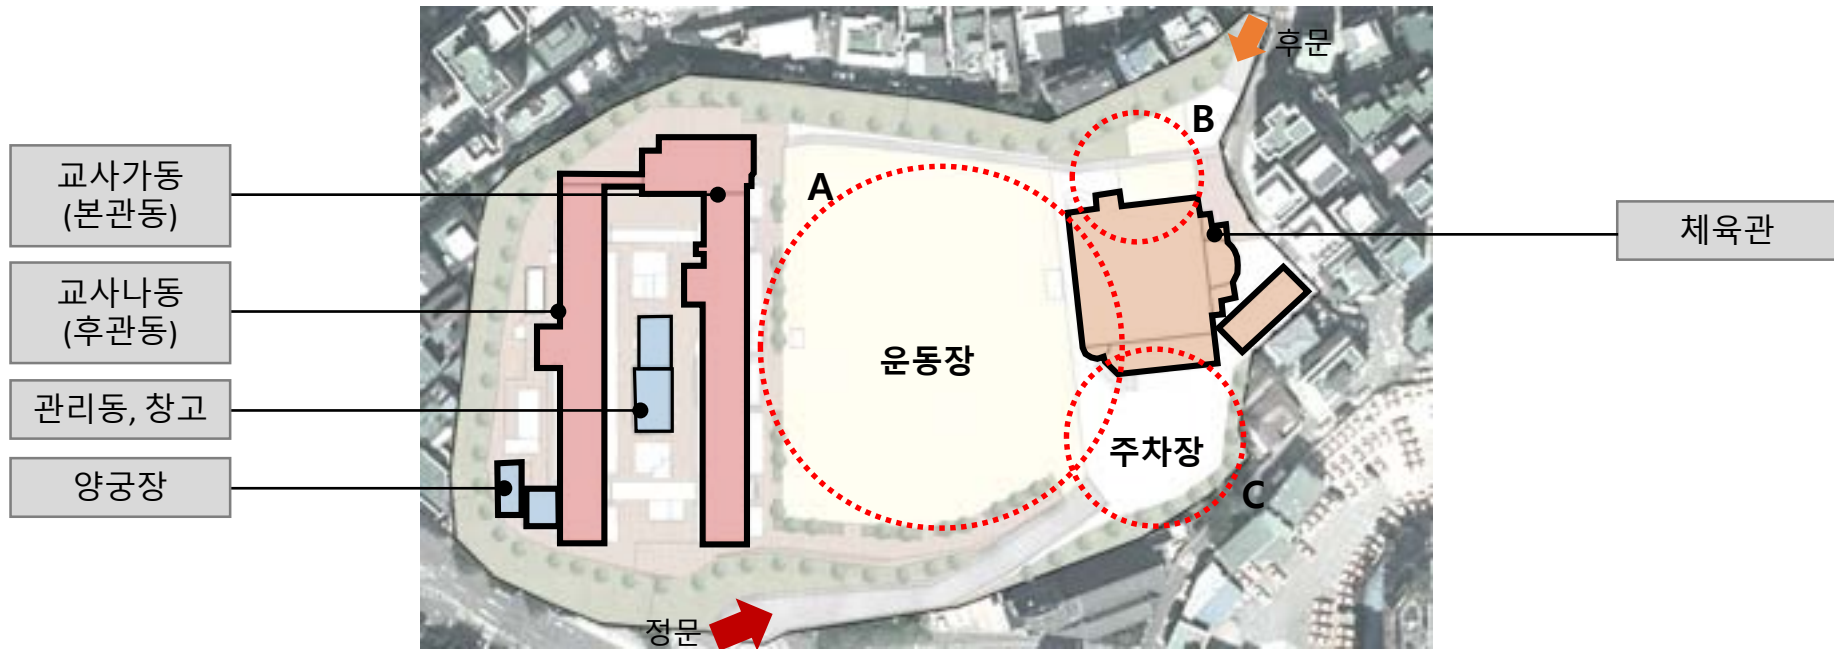 후문
B
교사가동
(본관동)
A
체육관
교사나동
(후관동)
운동장
관리동, 창고
주차장
양궁장
C
정문